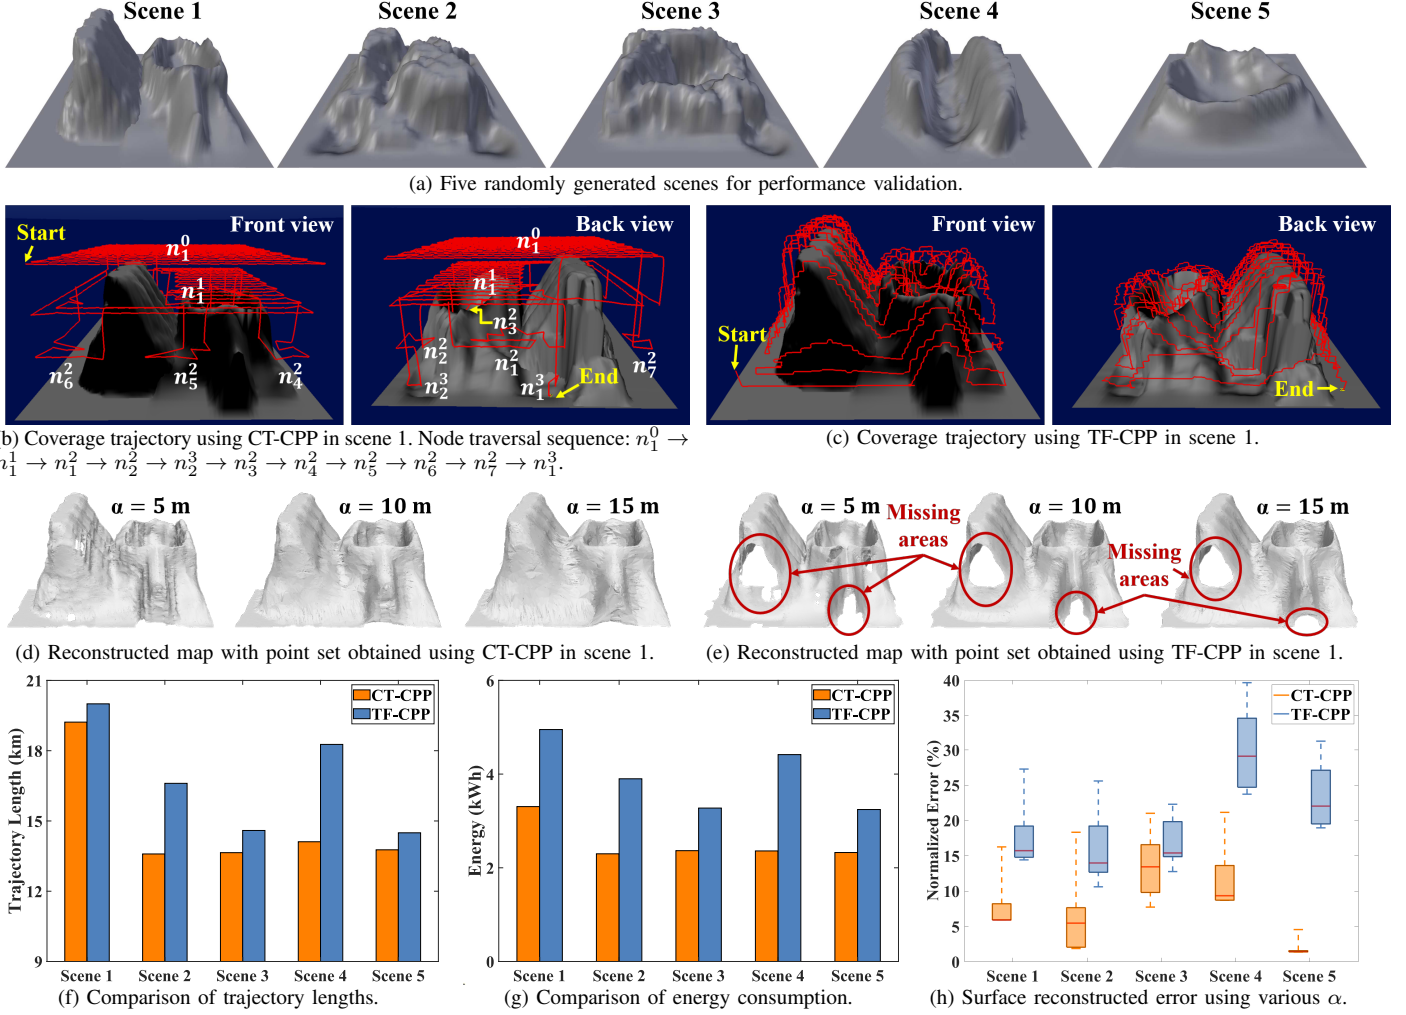 Scene 1 Scene 2 Scene 3 Scene 4 Scene 5
(a) Five randomly generated scenes for performance validation.
Start Front view n_1^0 n_1^1 n_6^2 n_5^2 n_4^2
Back view n_1^0 n_1^1 n_3^2 n_2^2 n_1^2 n_7^2 n_2^3 n_1^3 End
Front view Start
Back view End
b) Coverage trajectory using CT-CPP in scene 1. Node traversal sequence: n_1^0 →
n_1^1 → n_1^2 → n_2^2 → n_2^3 → n_3^2 → n_4^2 → n_5^2 → n_6^2 → n_7^2 → n_1^3.
(c) Coverage trajectory using TF-CPP in scene 1.
α = 5 m α = 10 m α = 15 m
(d) Reconstructed map with point set obtained using CT-CPP in scene 1.
α = 5 m Missing areas α = 10 m Missing areas α = 15 m
(e) Reconstructed map with point set obtained using TF-CPP in scene 1.
Trajectory Length (km)
21
18
15
12
9
CT-CPP
TF-CPP
Scene 1 Scene 2 Scene 3 Scene 4 Scene 5
(f) Comparison of trajectory lengths.
Energy (kWh)
6
4
2
0
CT-CPP
TF-CPP
Scene 1 Scene 2 Scene 3 Scene 4 Scene 5
(g) Comparison of energy consumption.
Normalized Error (%)
40
35
30
25
20
15
10
5
0
CT-CPP
TF-CPP
Scene 1 Scene 2 Scene 3 Scene 4 Scene 5
(h) Surface reconstructed error using various α.